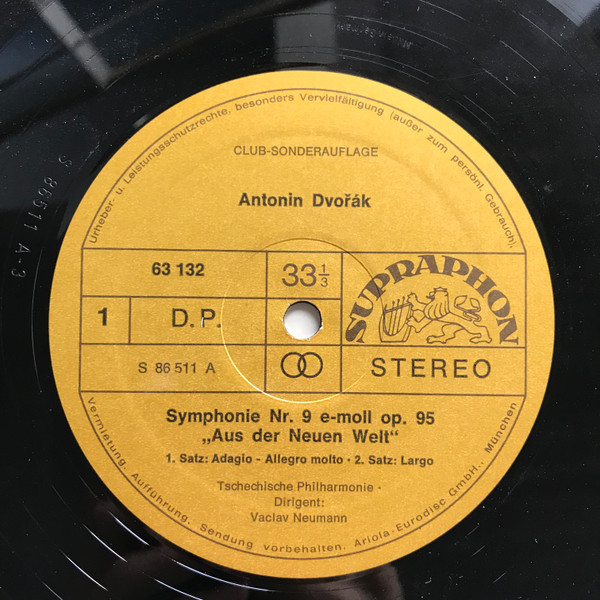 Urheber- u. Leistungsschutzrechte, besonders Vervielfältigung (außer zum persönl. Gebrauch),
CLUB-SONDERAUFLAGE
Antonin Dvořák
63 132
33 1/3
SUPRAPHON
1
D.P.
S 86 511 A
STEREO
Symphonie Nr. 9 e-moll op. 95
„Aus der Neuen Welt“
1. Satz: Adagio - Allegro molto · 2. Satz: Largo
Tschechische Philharmonie ·
Dirigent:
Vaclav Neumann
Vermietung, Aufführung, Sendung vorbehalten. Ariola-Eurodisc GmbH., München
S 86511 A-3